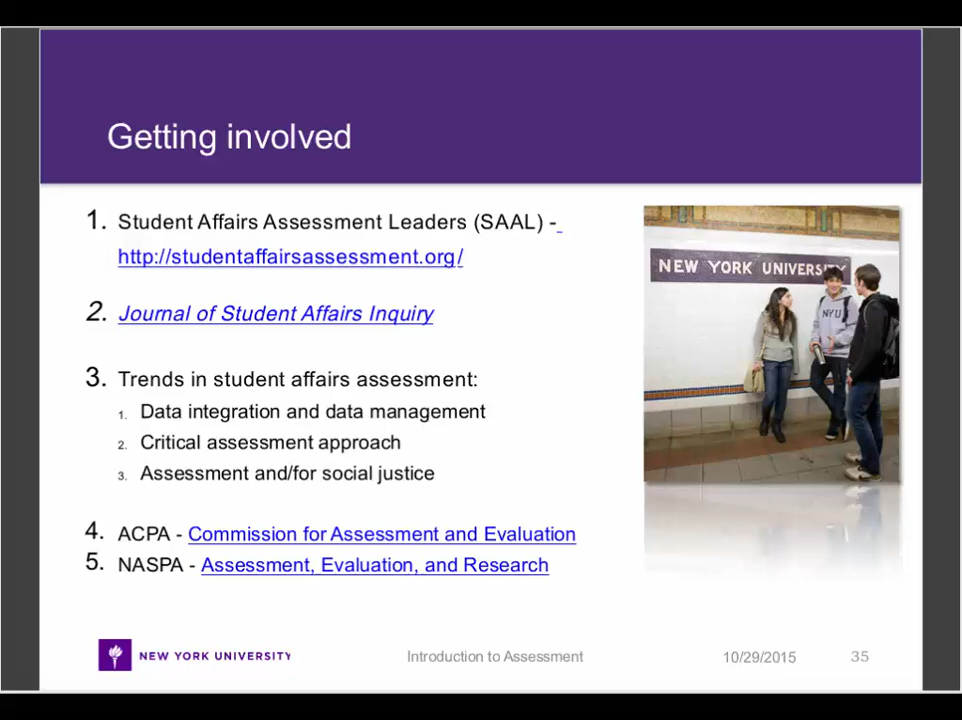 Getting involved
1. Student Affairs Assessment Leaders (SAAL) -
http://studentaffairsassessment.org/
2. Journal of Student Affairs Inquiry
3. Trends in student affairs assessment:
1. Data integration and data management
2. Critical assessment approach
3. Assessment and/for social justice
4. ACPA - Commission for Assessment and Evaluation
5. NASPA - Assessment, Evaluation, and Research
NEW YORK UNIVERSITY
NYU
NEW YORK UNIVERSITY
Introduction to Assessment
10/29/2015
35